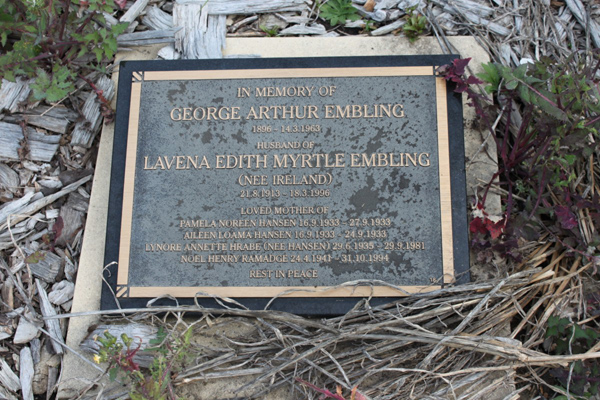 IN MEMORY OF
GEORGE ARTHUR EMBLING
1896 - 14.3.1963
HUSBAND OF
LAVENA EDITH MYRTLE EMBLING
(NEE IRELAND)
21.8.1915 - 18.3.1996
LOVED MOTHER OF
PAMELA NOREEN HANSEN 16.9.1933 - 27.9.1933
AILEEN LOAMA HANSEN 16.9.1933 - 24.9.1933
LYNORE ANNETTE HRABE (NEE HANSEN) 29.6.1935 - 29.9.1981
NOEL HENRY RAMADGE 24.4.1941 - 31.10.1994
REST IN PEACE